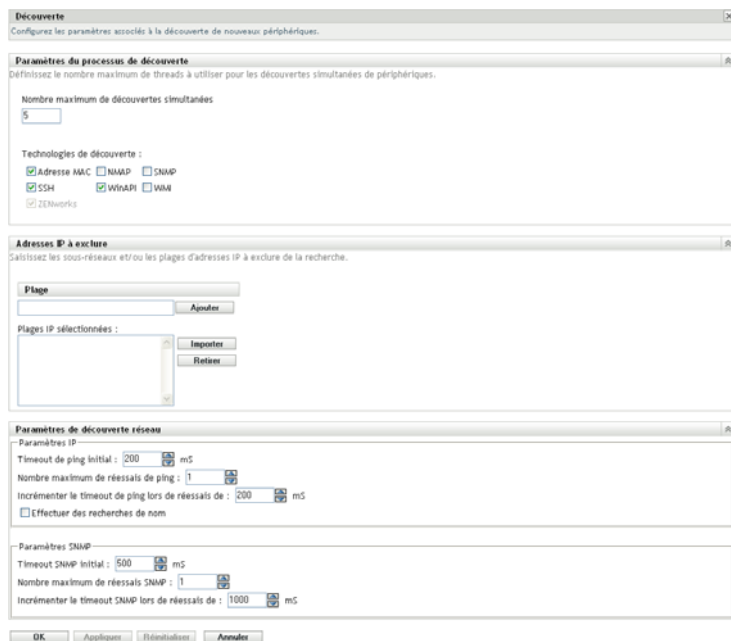 Découverte
Configurez les paramètres associés à la découverte de nouveaux périphériques.
Paramètres du processus de découverte
Définissez le nombre maximum de threads à utiliser pour les découvertes simultanées de périphériques.
Nombre maximum de découvertes simultanées
5
Technologies de découverte :
Adresse MAC NMAP SNMP
SSH WinAPI WMI
ZENworks
Adresses IP à exclure
Saisissez les sous-réseaux et/ou les plages d'adresses IP à exclure de la recherche.
Plage
Ajouter
Plages IP sélectionnées :
Importer
Retirer
Paramètres de découverte réseau
Paramètres IP
Timeout de ping initial : 200 mS
Nombre maximum de réessais de ping : 1
Incrémenter le timeout de ping lors de réessais de : 200 mS
Effectuer des recherches de nom
Paramètres SNMP
Timeout SNMP initial : 500 mS
Nombre maximum de réessais SNMP : 1
Incrémenter le timeout SNMP lors de réessais de : 1000 mS
OK Appliquer Réinitialiser Annuler